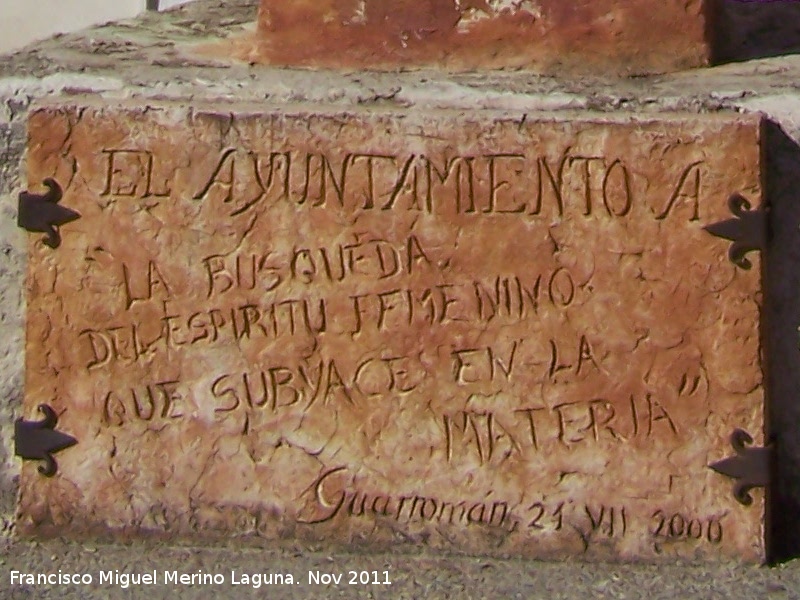 EL AYUNTAMIENTO A
"LA BUSQUEDA
DEL ESPIRITU FEMENINO
QUE SUBYACE EN LA
MATERIA"
Guarromán, 21 VII 2000
Francisco Miguel Merino Laguna. Nov 2011